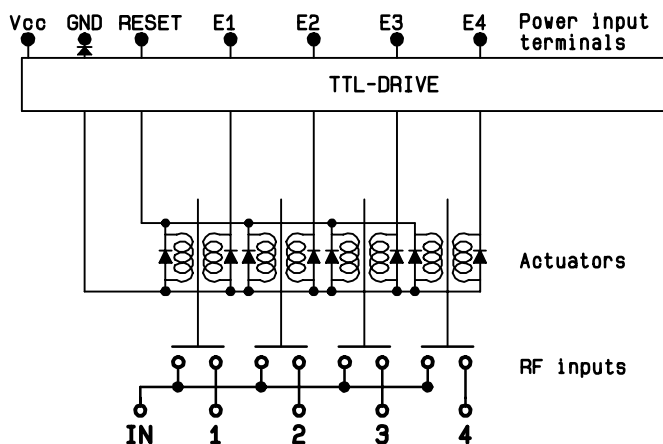 Vcc GND RESET E1 E2 E3 E4 Power input
terminals
TTL-DRIVE
Actuators
RF inputs
IN 1 2 3 4